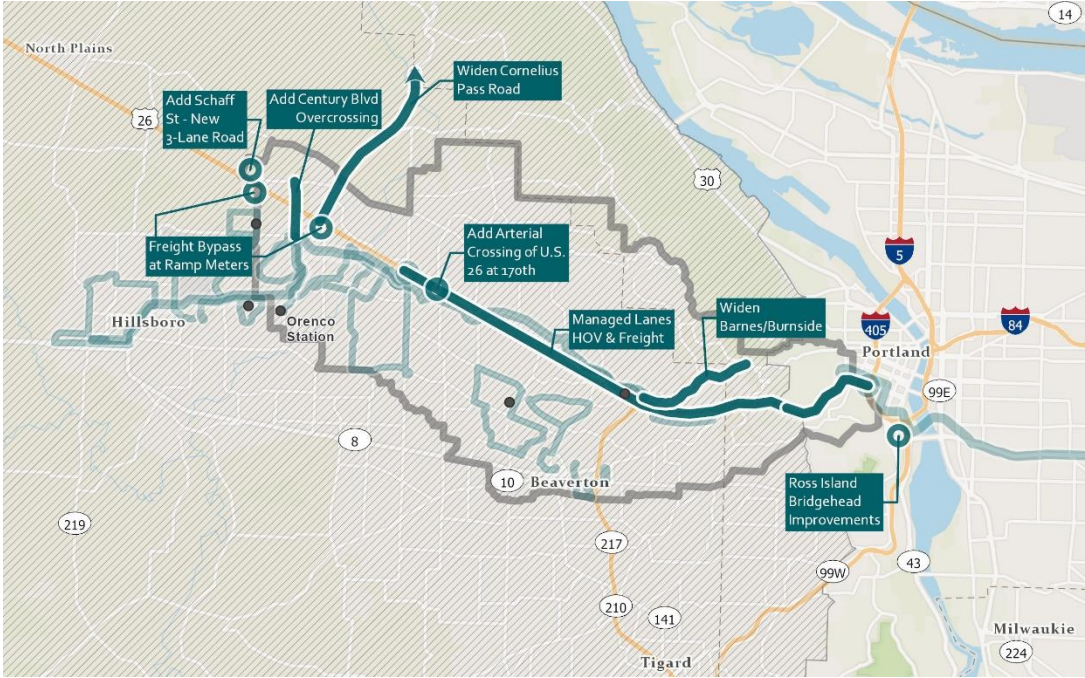 14
North Plains
Widen Cornelius
Pass Road
Add Schaff
St - New
3-Lane Road
Add Century Blvd
Overcrossing
26
30
Freight Bypass
at Ramp Meters
Add Arterial
Crossing of U.S.
26 at 170th
5
Hillsboro
Orenco
Station
Managed Lanes
HOV & Freight
Widen
Barnes/Burnside
405
84
Portland
99E
8
10
Beaverton
Ross Island
Bridgehead
Improvements
219
217
43
99W
210
141
Milwaukie
224
Tigard